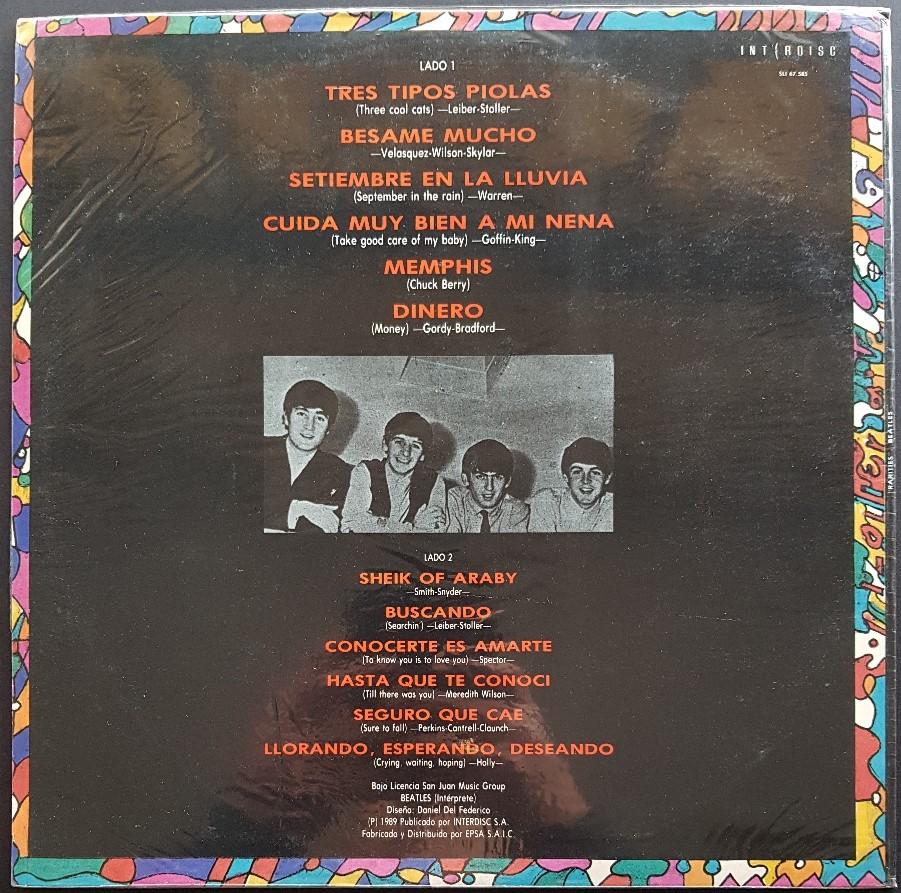 INTERDISC
SLI 67.585
LADO 1
TRES TIPOS PIOLAS
(Three cool cats) —Leiber-Stoller—
BESAME MUCHO
—Velasquez-Wilson-Skylar—
SETIEMBRE EN LA LLUVIA
(September in the rain) —Warren—
CUIDA MUY BIEN A MI NENA
(Take good care of my baby) —Goffin-King—
MEMPHIS
(Chuck Berry)
DINERO
(Money) —Gordy-Bradford—
LADO 2
SHEIK OF ARABY
—Smith-Snyder—
BUSCANDO
(Searchin') —Leiber-Stoller—
CONOCERTE ES AMARTE
(To know you is to love you) —Spector—
HASTA QUE TE CONOCI
(Till there was you) —Meredith Wilson—
SEGURO QUE CAE
(Sure to fall) —Perkins-Cantrell-Claunch—
LLORANDO, ESPERANDO, DESEANDO
(Crying, waiting, hoping) —Holly—
Bajo Licencia San Juan Music Group
BEATLES (Intérprete)
Diseño: Daniel Del Federico
(P) 1989 Publicado por INTERDISC S.A.
Fabricado y Distribuido por EPSA S.A.I.C.
RARITIES BEATLES